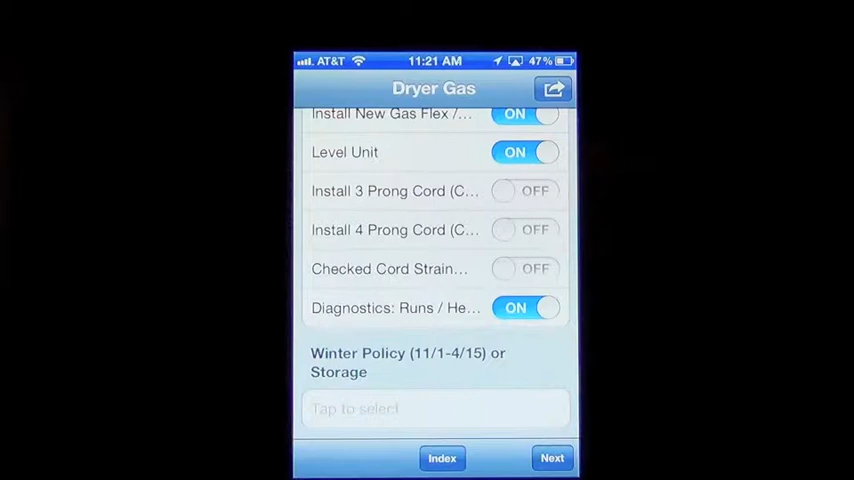 AT&T 11:21 AM 47%
Dryer Gas
Install New Gas Flex /... ON
Level Unit ON
Install 3 Prong Cord (C... OFF
Install 4 Prong Cord (C... OFF
Checked Cord Strain... OFF
Diagnostics: Runs / He... ON
Winter Policy (11/1-4/15) or
Storage
Tap to select
Index Next